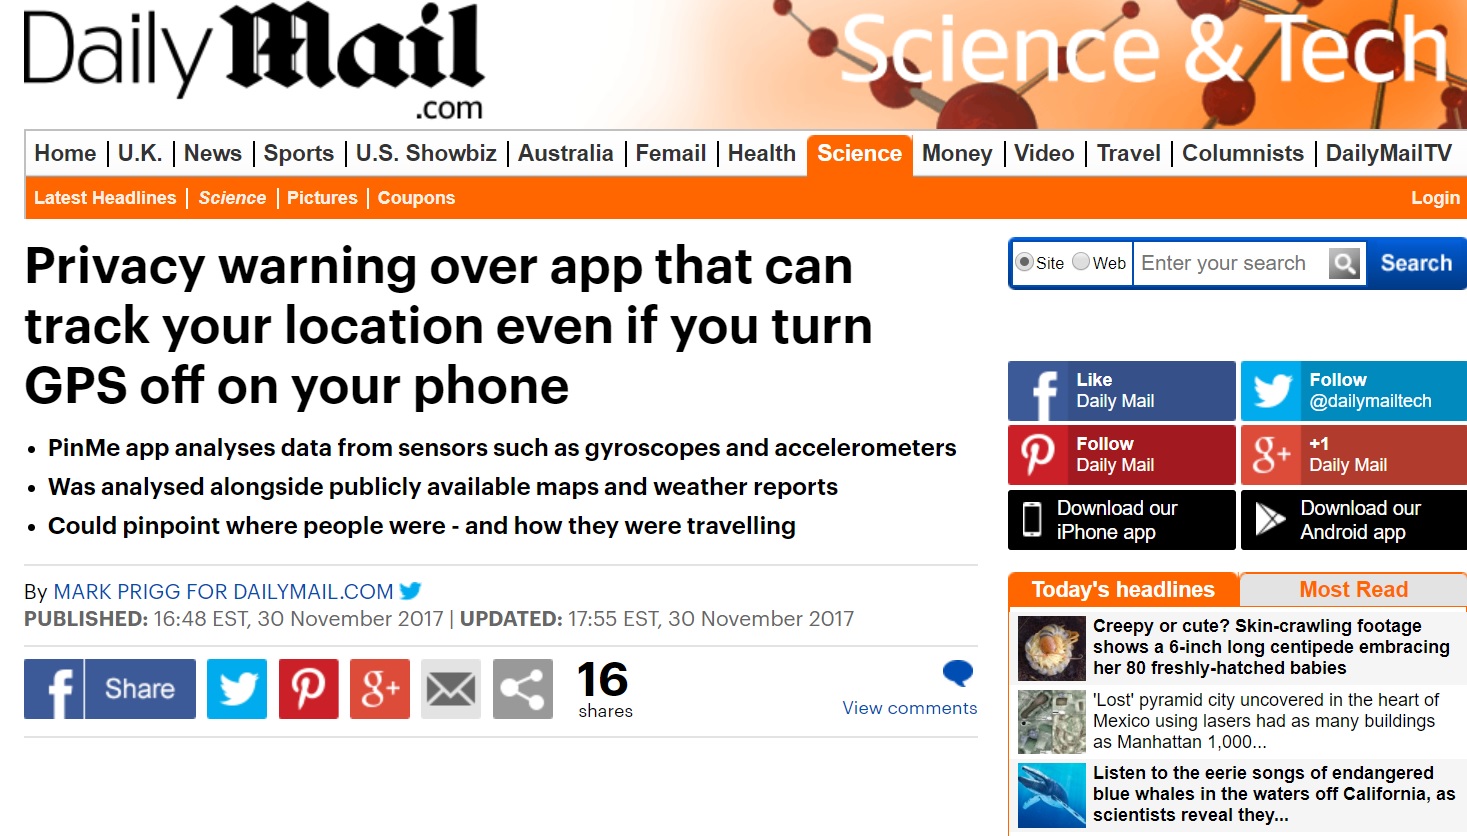 Daily Mail
.com
Science & Tech
Home U.K. News Sports U.S. Showbiz Australia Femail Health Science Money Video Travel Columnists DailyMailTV
Latest Headlines Science Pictures Coupons Login
Privacy warning over app that can
track your location even if you turn
GPS off on your phone
• PinMe app analyses data from sensors such as gyroscopes and accelerometers
• Was analysed alongside publicly available maps and weather reports
• Could pinpoint where people were - and how they were travelling
By MARK PRIGG FOR DAILYMAIL.COM
PUBLISHED: 16:48 EST, 30 November 2017 | UPDATED: 17:55 EST, 30 November 2017
f Share
g+
16
shares
View comments
Site Web Enter your search Search
f Like
Daily Mail
Follow
@dailymailtech
Follow
Daily Mail
g+ +1
Daily Mail
Download our
iPhone app
Download our
Android app
Today's headlines Most Read
Creepy or cute? Skin-crawling footage
shows a 6-inch long centipede embracing
her 80 freshly-hatched babies
'Lost' pyramid city uncovered in the heart of
Mexico using lasers had as many buildings
as Manhattan 1,000...
Listen to the eerie songs of endangered
blue whales in the waters off California, as
scientists reveal they...